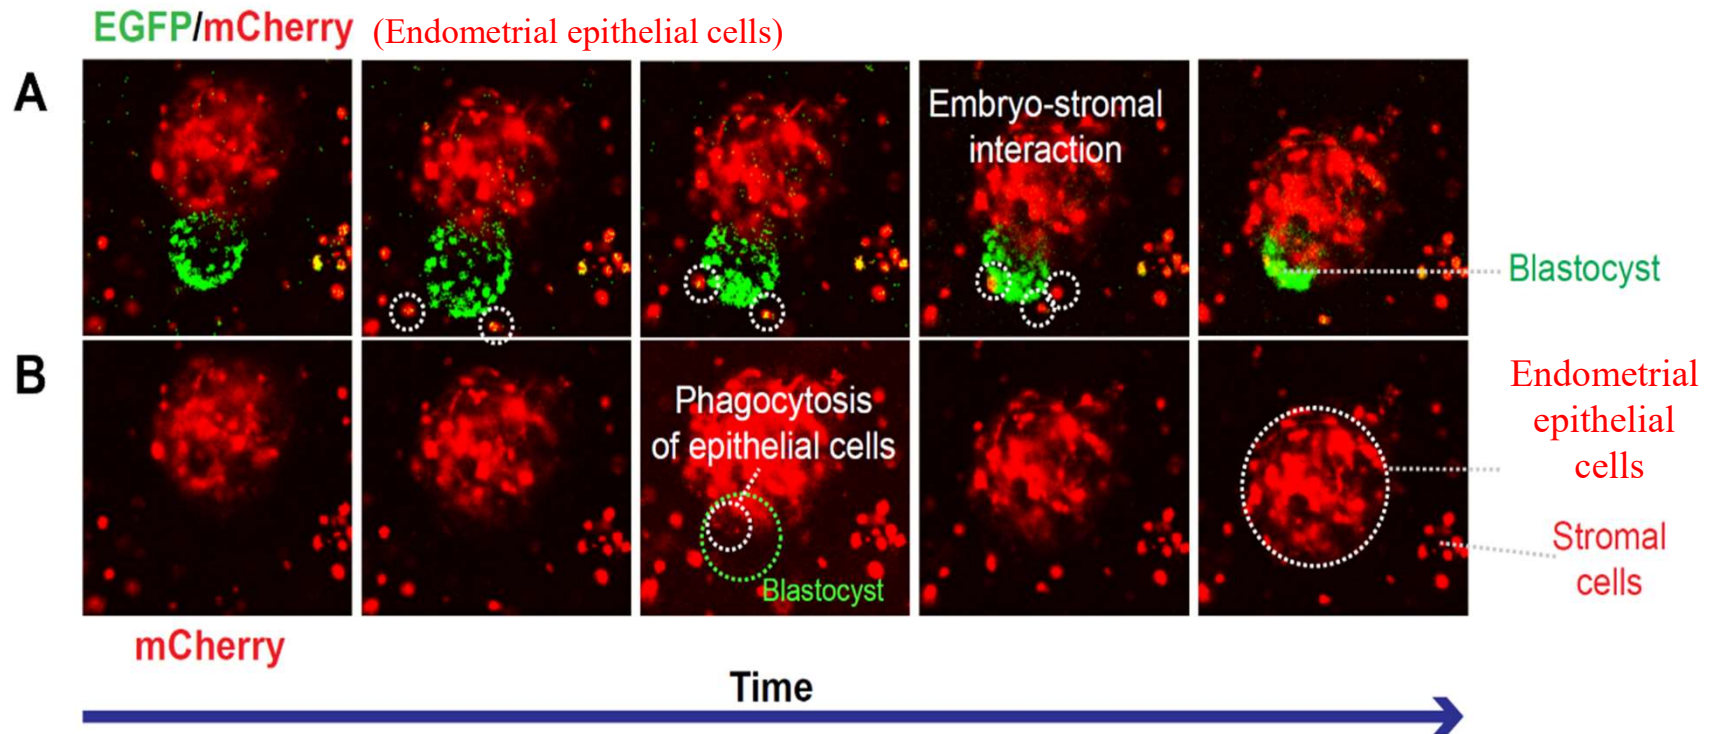 EGFP/mCherry (Endometrial epithelial cells)
A
Embryo-stromal
interaction
Blastocyst
B
Phagocytosis
of epithelial cells
Blastocyst
Endometrial
epithelial
cells
Stromal
cells
mCherry
Time